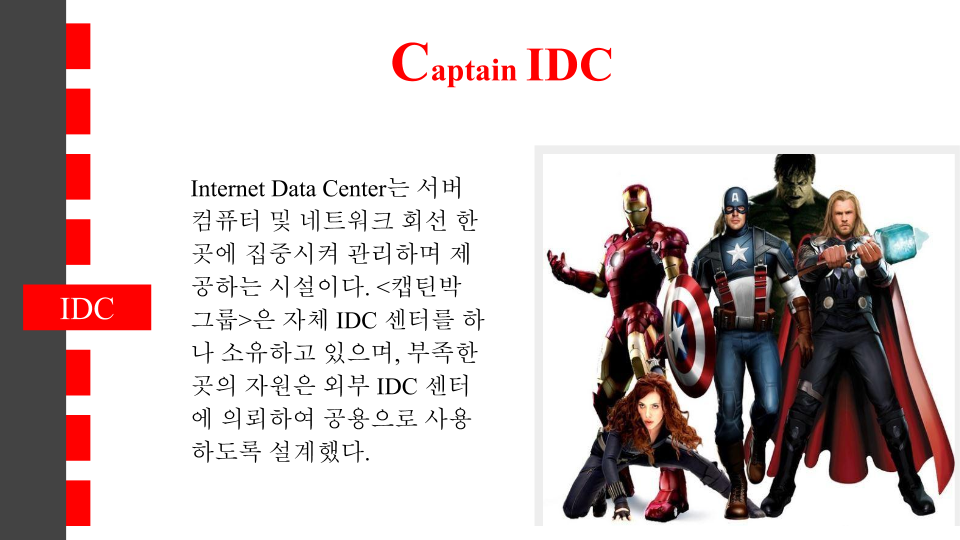 Captain IDC
Internet Data Center는 서버
컴퓨터 및 네트워크 회선 한
곳에 집중시켜 관리하며 제
공하는 시설이다. <캡틴박
그룹>은 자체 IDC 센터를 하
나 소유하고 있으며, 부족한
곳의 자원은 외부 IDC 센터
에 의뢰하여 공용으로 사용
하도록 설계했다.
IDC
A